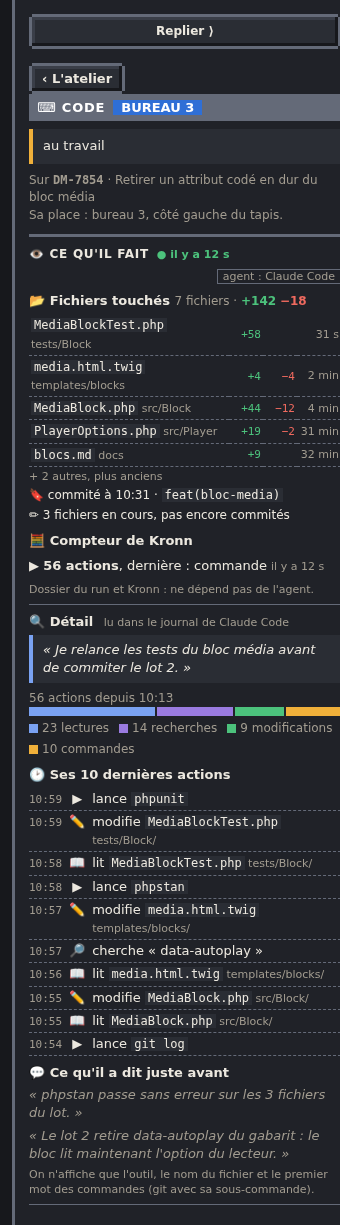 Replier ⟩
‹ L'atelier
⌨ CODE BUREAU 3
au travail
Sur DM-7854 · Retirer un attribut codé en dur du
bloc média
Sa place : bureau 3, côté gauche du tapis.
👁️ CE QU'IL FAIT ● il y a 12 s
agent : Claude Code
📂 Fichiers touchés 7 fichiers · +142 −18
MediaBlockTest.php
tests/Block +58 31 s
media.html.twig
templates/blocks +4 −4 2 min
MediaBlock.php src/Block +44 −12 4 min
PlayerOptions.php src/Player +19 −2 31 min
blocs.md docs +9 32 min
+ 2 autres, plus anciens
🔖 commité à 10:31 · feat(bloc-media)
✏ 3 fichiers en cours, pas encore commités
🧮 Compteur de Kronn
▶ 56 actions, dernière : commande il y a 12 s
Dossier du run et Kronn : ne dépend pas de l'agent.
🔍 Détail lu dans le journal de Claude Code
« Je relance les tests du bloc média avant
de commiter le lot 2. »
56 actions depuis 10:13
23 lectures 14 recherches 9 modifications
10 commandes
🕑 Ses 10 dernières actions
10:59 ▶ lance phpunit
10:59 ✏️ modifie MediaBlockTest.php
tests/Block/
10:58 📖 lit MediaBlockTest.php tests/Block/
10:58 ▶ lance phpstan
10:57 ✏️ modifie media.html.twig
templates/blocks/
10:57 🔎 cherche « data-autoplay »
10:56 📖 lit media.html.twig templates/blocks/
10:55 ✏️ modifie MediaBlock.php src/Block/
10:55 📖 lit MediaBlock.php src/Block/
10:54 ▶ lance git log
💬 Ce qu'il a dit juste avant
« phpstan passe sans erreur sur les 3 fichiers
du lot. »
« Le lot 2 retire data-autoplay du gabarit : le
bloc lit maintenant l'option du lecteur. »
On n'affiche que l'outil, le nom du fichier et le premier
mot des commandes (git avec sa sous-commande).